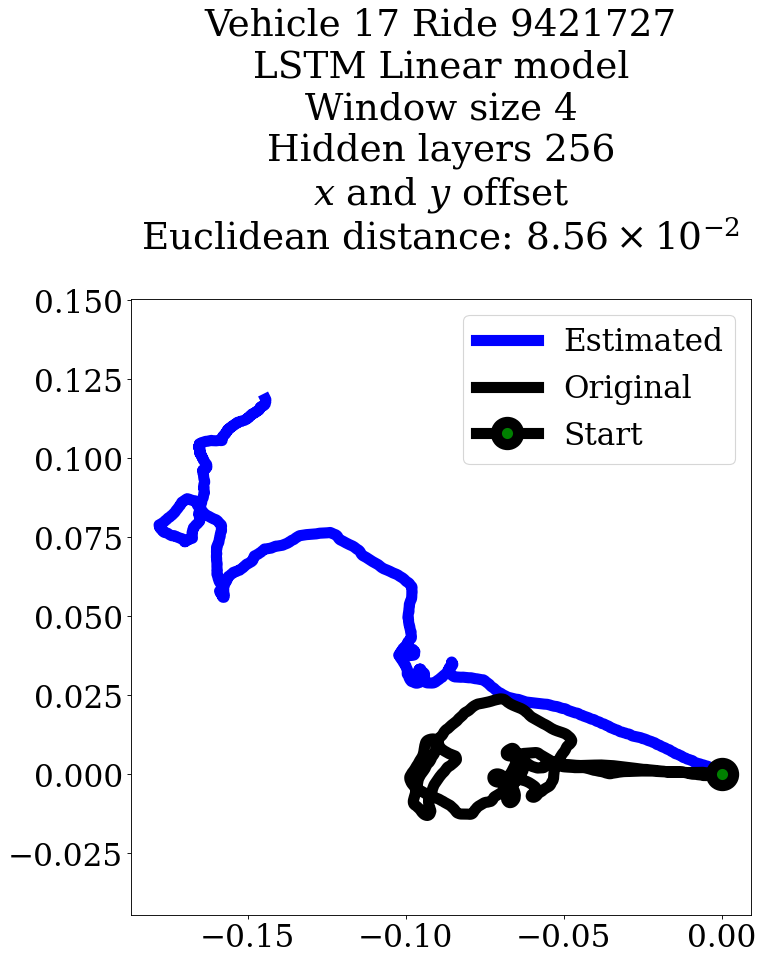 Vehicle 17 Ride 9421727
LSTM Linear model
Window size 4
Hidden layers 256
x and y offset
Euclidean distance: 8.56 × 10⁻²
Estimated
Original
Start
0.150
0.125
0.100
0.075
0.050
0.025
0.000
−0.025
−0.15 −0.10 −0.05 0.00